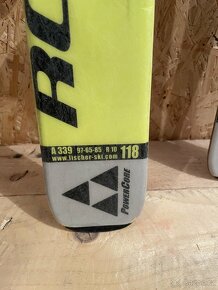 RC
A 339 97-65-85 R 10
www.fischer-ski.com
118
POWERCORE